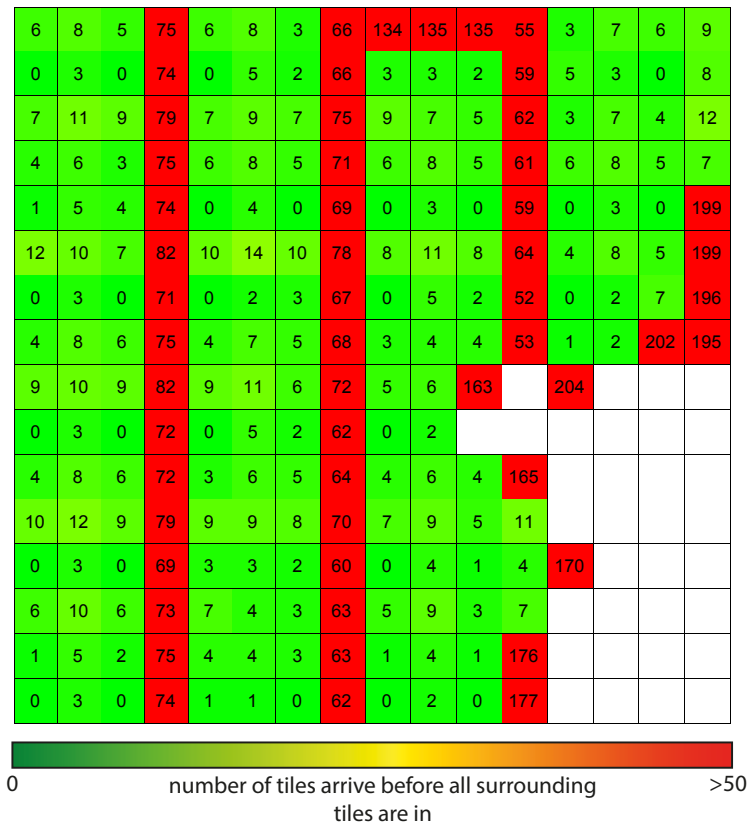 6 8 5 75 6 8 3 66 134 135 135 55 3 7 6 9
0 3 0 74 0 5 2 66 3 3 2 59 5 3 0 8
7 11 9 79 7 9 7 75 9 7 5 62 3 7 4 12
4 6 3 75 6 8 5 71 6 8 5 61 6 8 5 7
1 5 4 74 0 4 0 69 0 3 0 59 0 3 0 199
12 10 7 82 10 14 10 78 8 11 8 64 4 8 5 199
0 3 0 71 0 2 3 67 0 5 2 52 0 2 7 196
4 8 6 75 4 7 5 68 3 4 4 53 1 2 202 195
9 10 9 82 9 11 6 72 5 6 163 204
0 3 0 72 0 5 2 62 0 2
4 8 6 72 3 6 5 64 4 6 4 165
10 12 9 79 9 9 8 70 7 9 5 11
0 3 0 69 3 3 2 60 0 4 1 4 170
6 10 6 73 7 4 3 63 5 9 3 7
1 5 2 75 4 4 3 63 1 4 1 176
0 3 0 74 1 1 0 62 0 2 0 177
0 number of tiles arrive before all surrounding >50
tiles are in